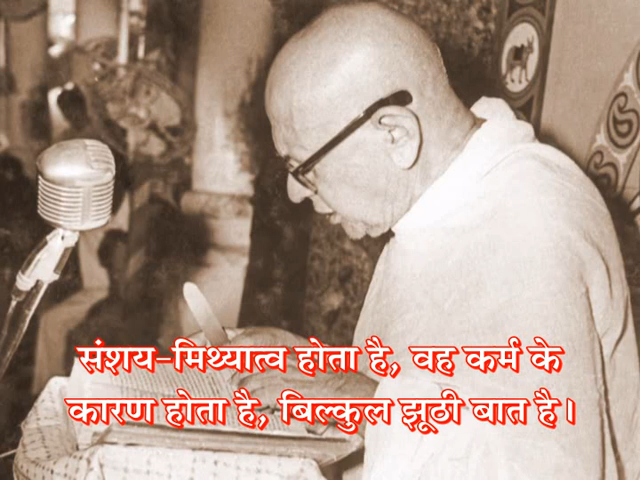 संशय-मिथ्यात्व होता है, वह कर्म के
कारण होता है, बिल्कुल झूठी बात है।